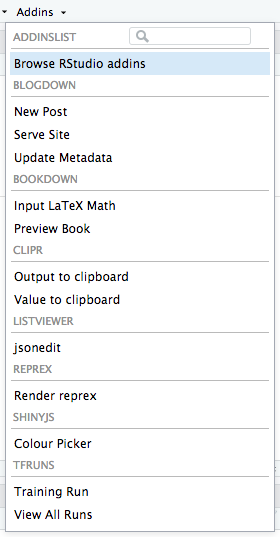 Addins
ADDINSLIST
Browse RStudio addins
BLOGDOWN
New Post
Serve Site
Update Metadata
BOOKDOWN
Input LaTeX Math
Preview Book
CLIPR
Output to clipboard
Value to clipboard
LISTVIEWER
jsonedit
REPREX
Render reprex
SHINYJS
Colour Picker
TFRUNS
Training Run
View All Runs